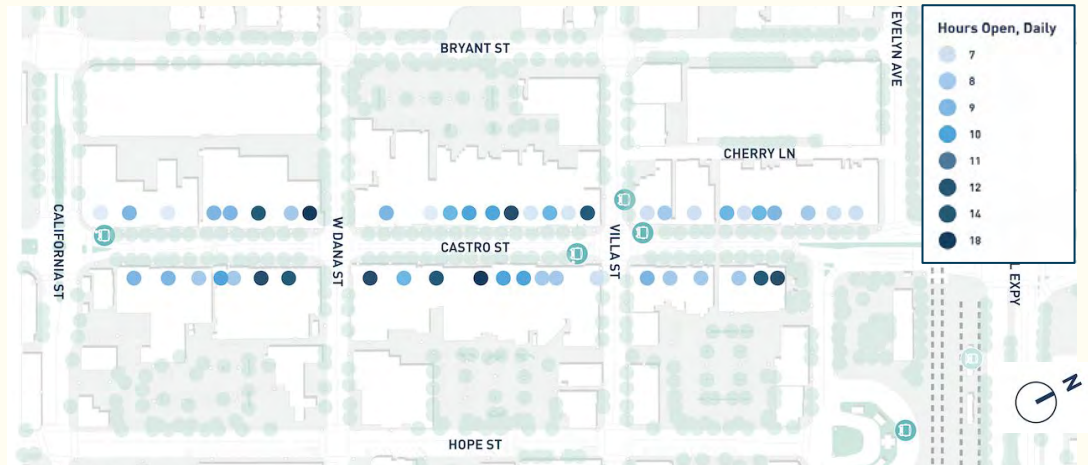 BRYANT ST
EVELYN AVE
Hours Open, Daily
7
8
9
10
11
12
14
18
CHERRY LN
CALIFORNIA ST
W DANA ST
CASTRO ST
VILLA ST
L EXPY
N
HOPE ST